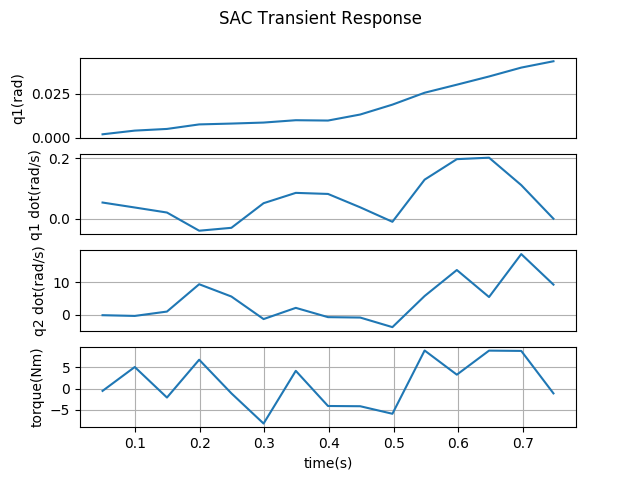 SAC Transient Response
q1(rad)
0.025
0.000
q1 dot(rad/s)
0.2
0.0
q2 dot(rad/s)
10
0
torque(Nm)
5
0
−5
0.1 0.2 0.3 0.4 0.5 0.6 0.7
time(s)